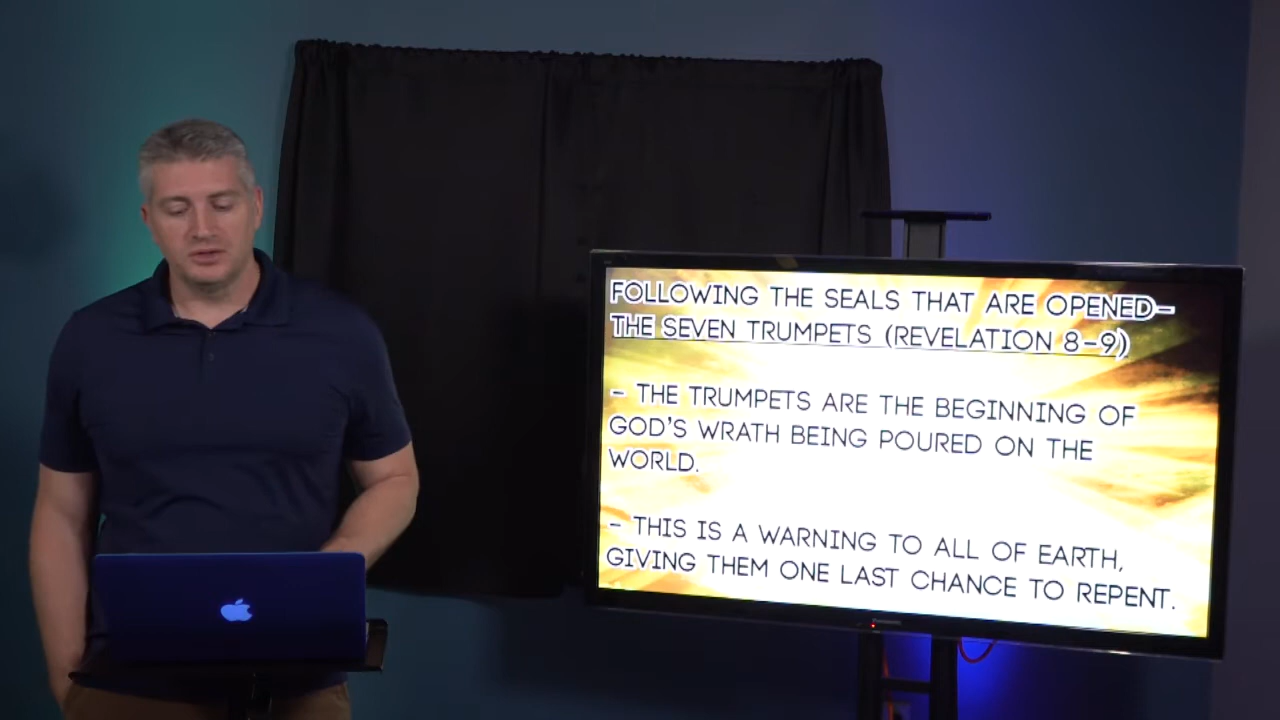 FOLLOWING THE SEALS THAT ARE OPENED-
THE SEVEN TRUMPETS (REVELATION 8-9)
- THE TRUMPETS ARE THE BEGINNING OF
GOD'S WRATH BEING POURED ON THE
WORLD.
- THIS IS A WARNING TO ALL OF EARTH,
GIVING THEM ONE LAST CHANCE TO REPENT.